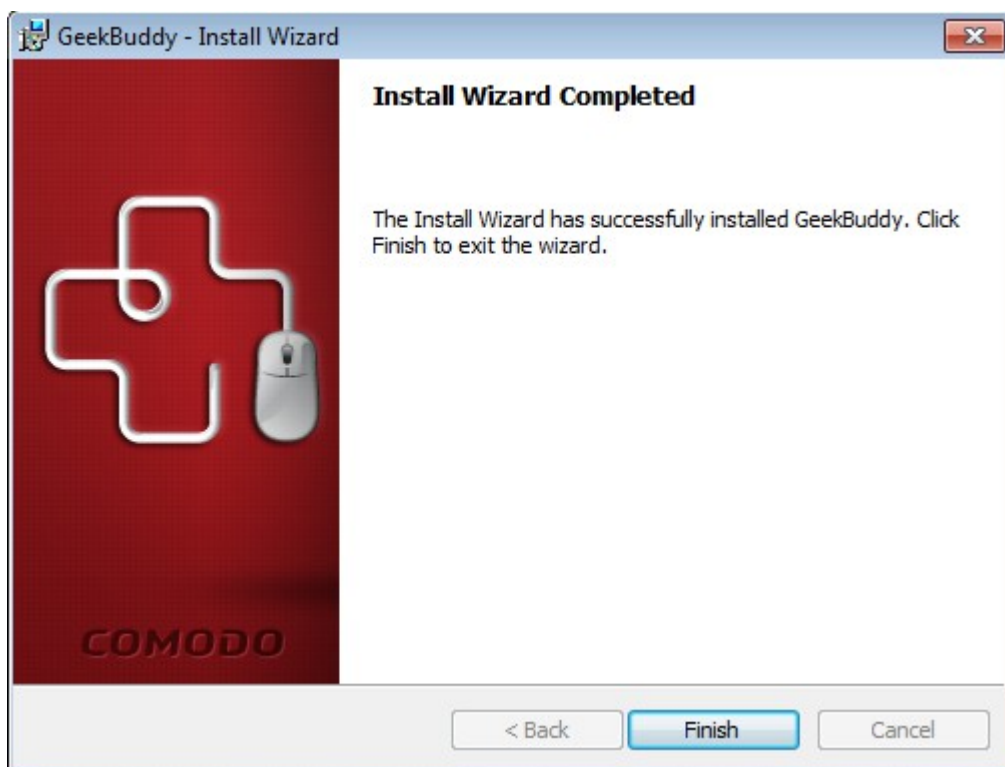 GeekBuddy - Install Wizard
Install Wizard Completed
The Install Wizard has successfully installed GeekBuddy. Click
Finish to exit the wizard.
COMODO
< Back
Finish
Cancel